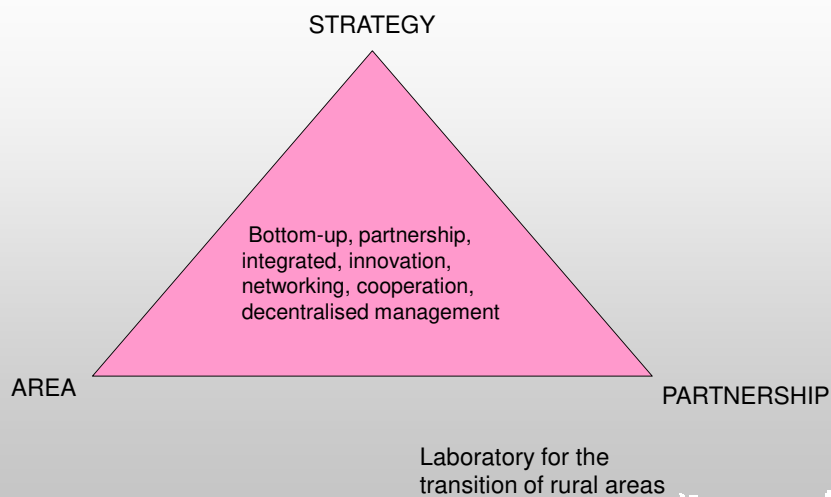 STRATEGY
Bottom-up, partnership,
integrated, innovation,
networking, cooperation,
decentralised management
AREA
PARTNERSHIP
Laboratory for the
transition of rural areas